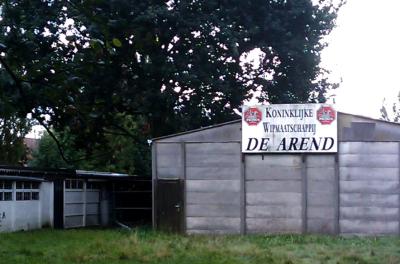 KONINKLIJKE
WIPMAATSCHAPPIJ
DE AREND